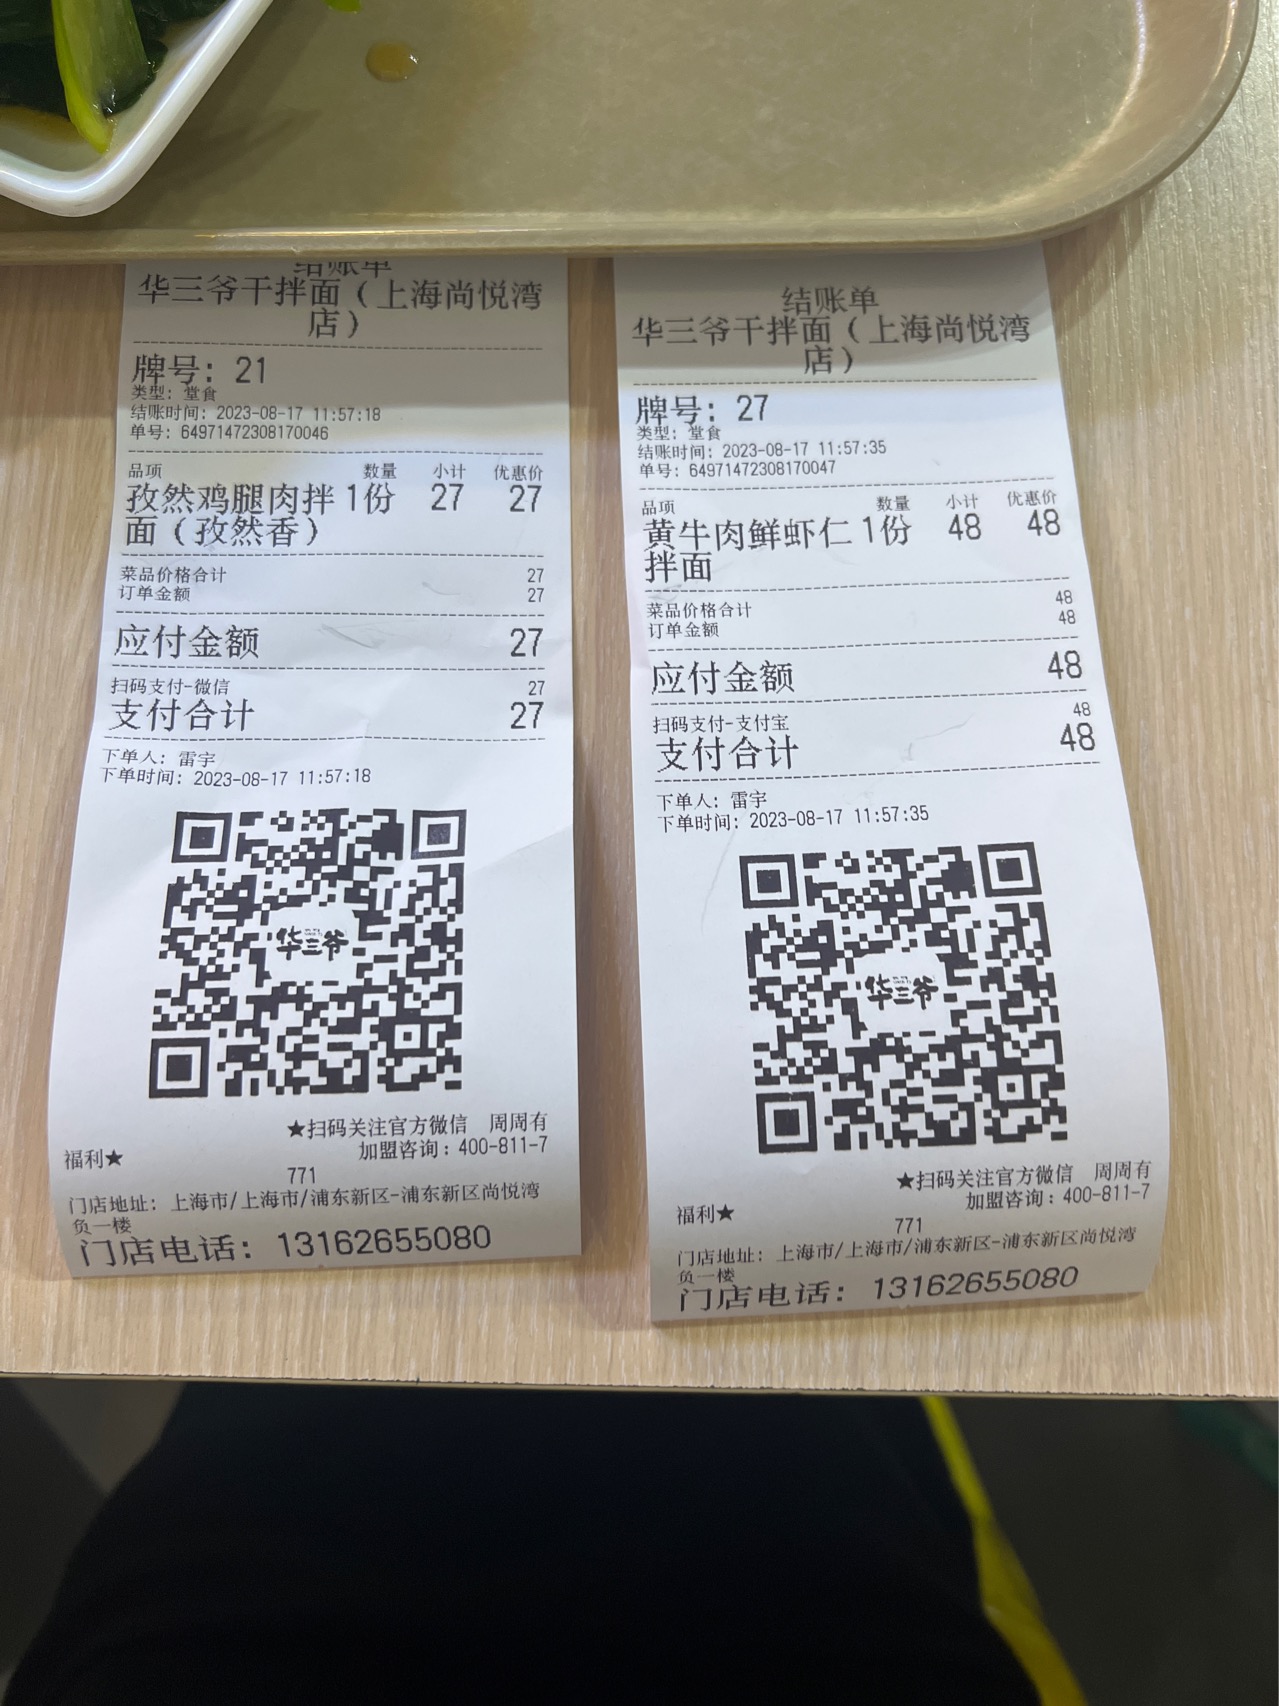 结账单
华三爷干拌面（上海尚悦湾
店）
牌号：21
类型：堂食
结账时间：2023-08-17 11:57:18
单号：64971472308170046
品项 数量 小计 优惠价
孜然鸡腿肉拌 1份 27 27
面（孜然香）
菜品价格合计 27
订单金额 27
应付金额 27
扫码支付-微信 27
支付合计 27
下单人：雷宇
下单时间：2023-08-17 11:57:18
华三爷
★扫码关注官方微信 周周有
福利★ 加盟咨询：400-811-7
771
门店地址：上海市/上海市/浦东新区-浦东新区尚悦湾
负一楼
门店电话：13162655080
结账单
华三爷干拌面（上海尚悦湾
店）
牌号：27
类型：堂食
结账时间：2023-08-17 11:57:35
单号：64971472308170047
品项 数量 小计 优惠价
黄牛肉鲜虾仁 1份 48 48
拌面
菜品价格合计 48
订单金额 48
应付金额 48
扫码支付-支付宝 48
支付合计 48
下单人：雷宇
下单时间：2023-08-17 11:57:35
华三爷
★扫码关注官方微信 周周有
福利★ 加盟咨询：400-811-7
771
门店地址：上海市/上海市/浦东新区-浦东新区尚悦湾
负一楼
门店电话：13162655080